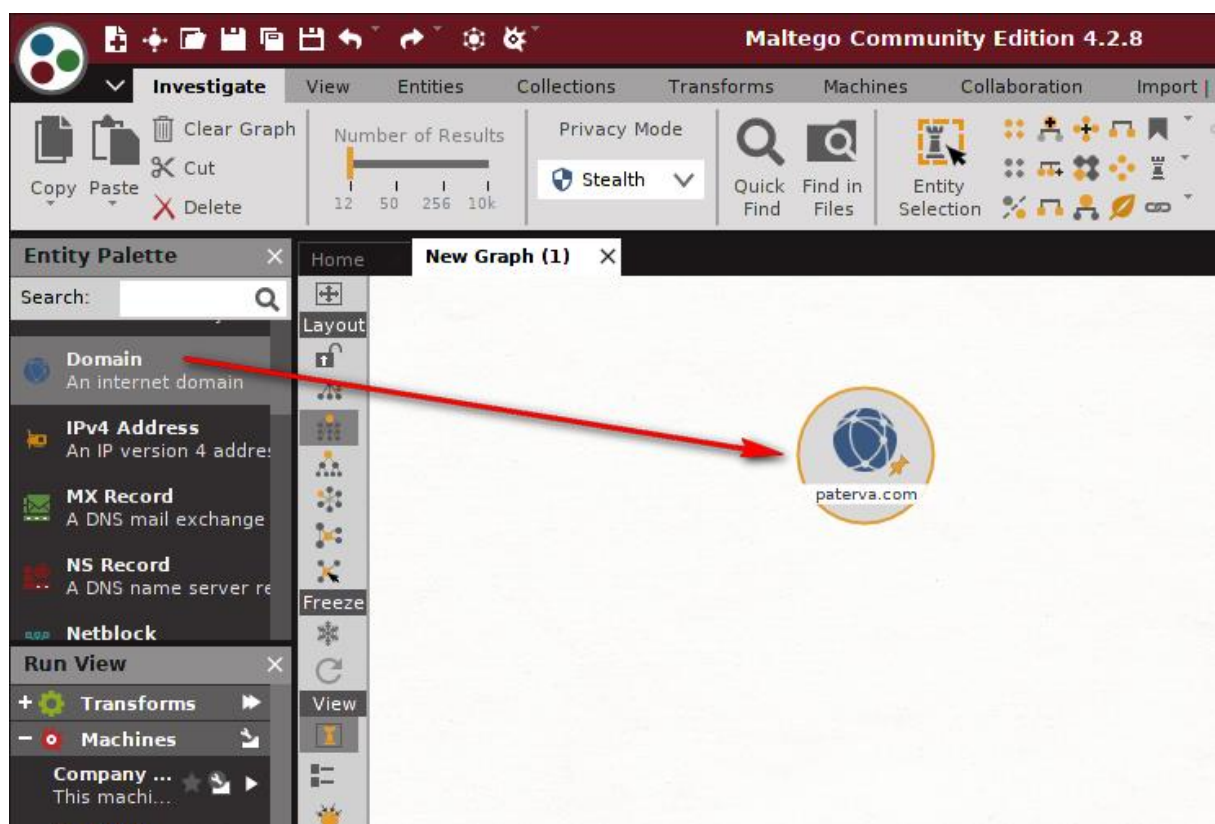 Maltego Community Edition 4.2.8
Investigate View Entities Collections Transforms Machines Collaboration Import |
Copy Paste
Clear Graph
Cut
Delete
Number of Results
12 50 256 10k
Privacy Mode
Stealth
Quick Find
Find in Files
Entity Selection
Entity Palette
Home New Graph (1)
Search:
Layout
Domain
An internet domain
IPv4 Address
An IP version 4 addre
MX Record
A DNS mail exchange
NS Record
A DNS name server re
Netblock
Freeze
paterva.com
Run View
Transforms
View
Machines
Company ...
This machi...